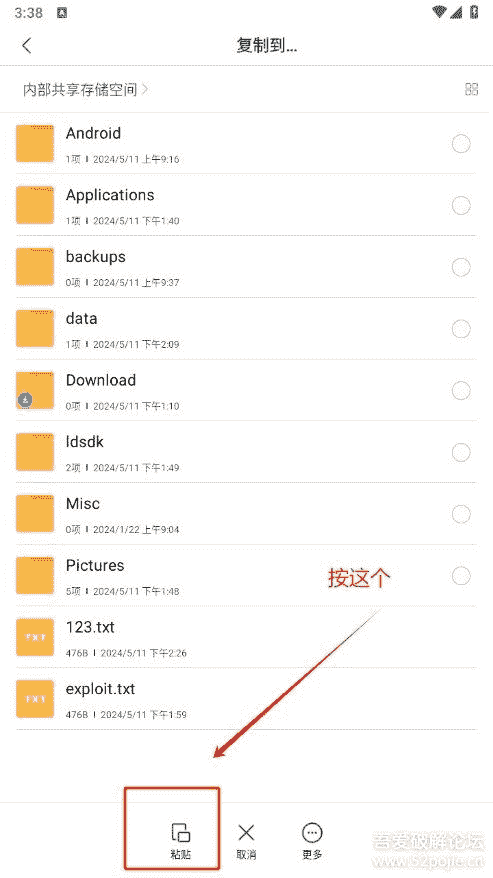 3:38
复制到...
内部共享存储空间
Android
1项 | 2024/5/11 上午9:16
Applications
1项 | 2024/5/11 下午1:40
backups
0项 | 2024/5/11 上午9:37
data
1项 | 2024/5/11 下午2:09
Download
0项 | 2024/5/11 下午1:10
ldsdk
2项 | 2024/5/11 下午1:49
Misc
0项 | 2024/1/22 上午9:04
Pictures
5项 | 2024/5/11 下午1:48
按这个
TXT
123.txt
476B | 2024/5/11 下午2:26
TXT
exploit.txt
476B | 2024/5/11 下午1:59
粘贴
取消
更多
吾爱破解论坛
www.52pojie.cn